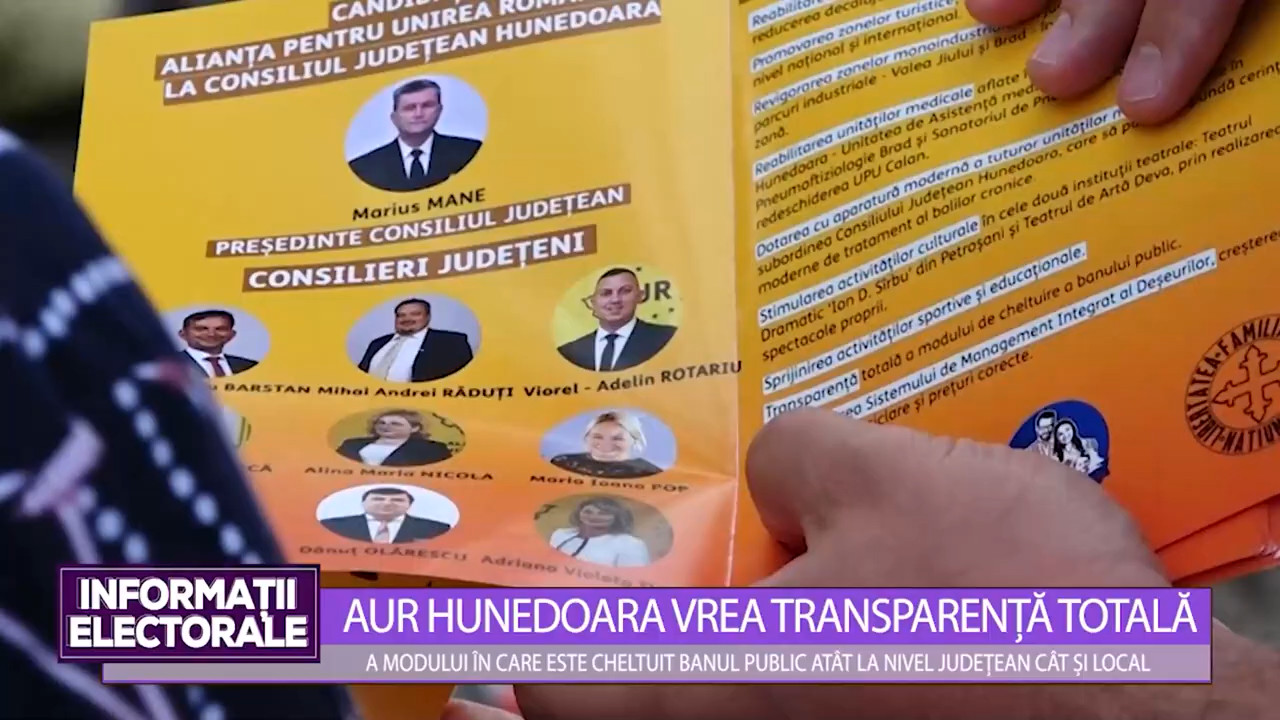 ALIANȚA PENTRU UNIREA
LA CONSILIUL JUDEȚEAN HUNEDOARA
Marius MANE
PREȘEDINTE CONSILIUL JUDEȚEAN
CONSILIERI JUDEȚENI
BARSTAN Mihai Andrei RĂDUȚI Viorel - Adelin ROTARIU
Alina Maria NICOLA Maria Ioana POP
Dănuț OLĂRESCU Adriana Violeta
Promovarea zonelor turistice,
nivel național și internațional.
Revigorarea zonelor
parcuri industriale - Valea Jiului și Brad -
zonă.
Reabilitarea unităților medicale aflate
Hunedoara - Unitatea de Asistență
Pneumoftiziologie Brad și Sanatoriul de
redeschiderea UPU Calan.
Dotarea cu aparatură modernă a tuturor unităților
subordinea Consiliului Județean Hunedoara, care să
moderne de tratament al bolilor cronice.
Stimularea activităților culturale în cele două instituții teatrale: Teatrul
Dramatic 'Ion D. Sîrbu' din Petroșani și Teatrul de Artă Deva, prin realizarea
spectacole proprii.
Sprijinirea activităților sportive și educaționale.
Transparență totală a modului de cheltuire a banului public.
Sistemului de Management Integrat al Deșeurilor,
și prețuri corecte.
INFORMAȚII
ELECTORALE
AUR HUNEDOARA VREA TRANSPARENȚĂ TOTALĂ
A MODULUI ÎN CARE ESTE CHELTUIT BANUL PUBLIC ATÂT LA NIVEL JUDEȚEAN CÂT ȘI LOCAL